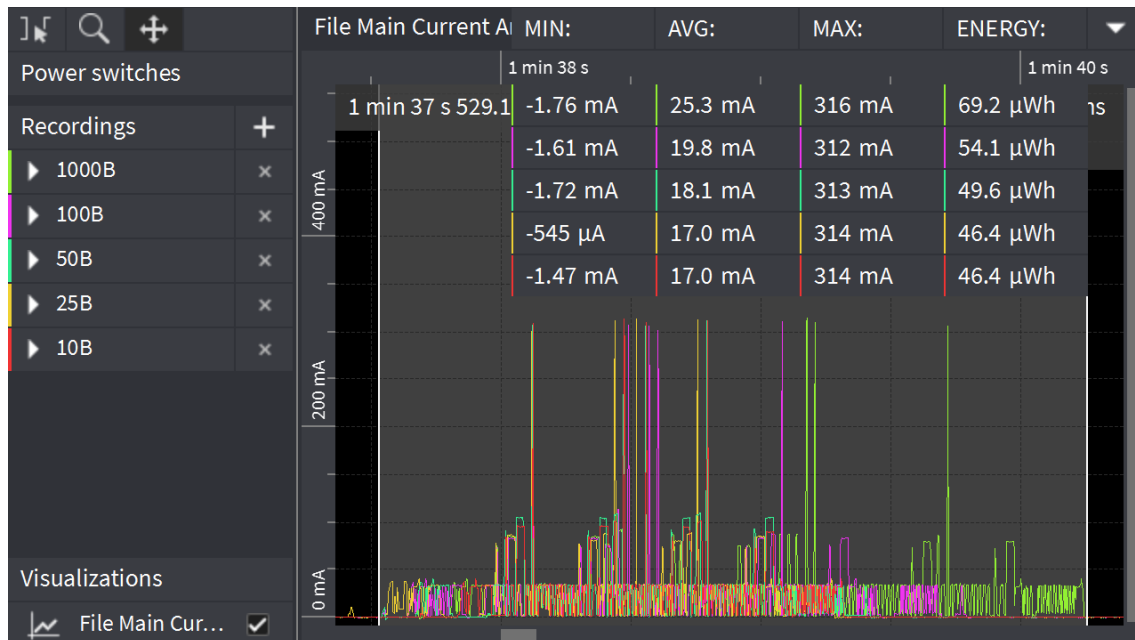 File Main Current A
MIN:
AVG:
MAX:
ENERGY:
Power switches
1 min 38 s
1 min 40 s
Recordings
1 min 37 s 529.1
ns
-1.76 mA
25.3 mA
316 mA
69.2 µWh
-1.61 mA
19.8 mA
312 mA
54.1 µWh
-1.72 mA
18.1 mA
313 mA
49.6 µWh
-545 µA
17.0 mA
314 mA
46.4 µWh
-1.47 mA
17.0 mA
314 mA
46.4 µWh
1000B
100B
50B
25B
10B
400 mA
200 mA
0 mA
Visualizations
File Main Cur...